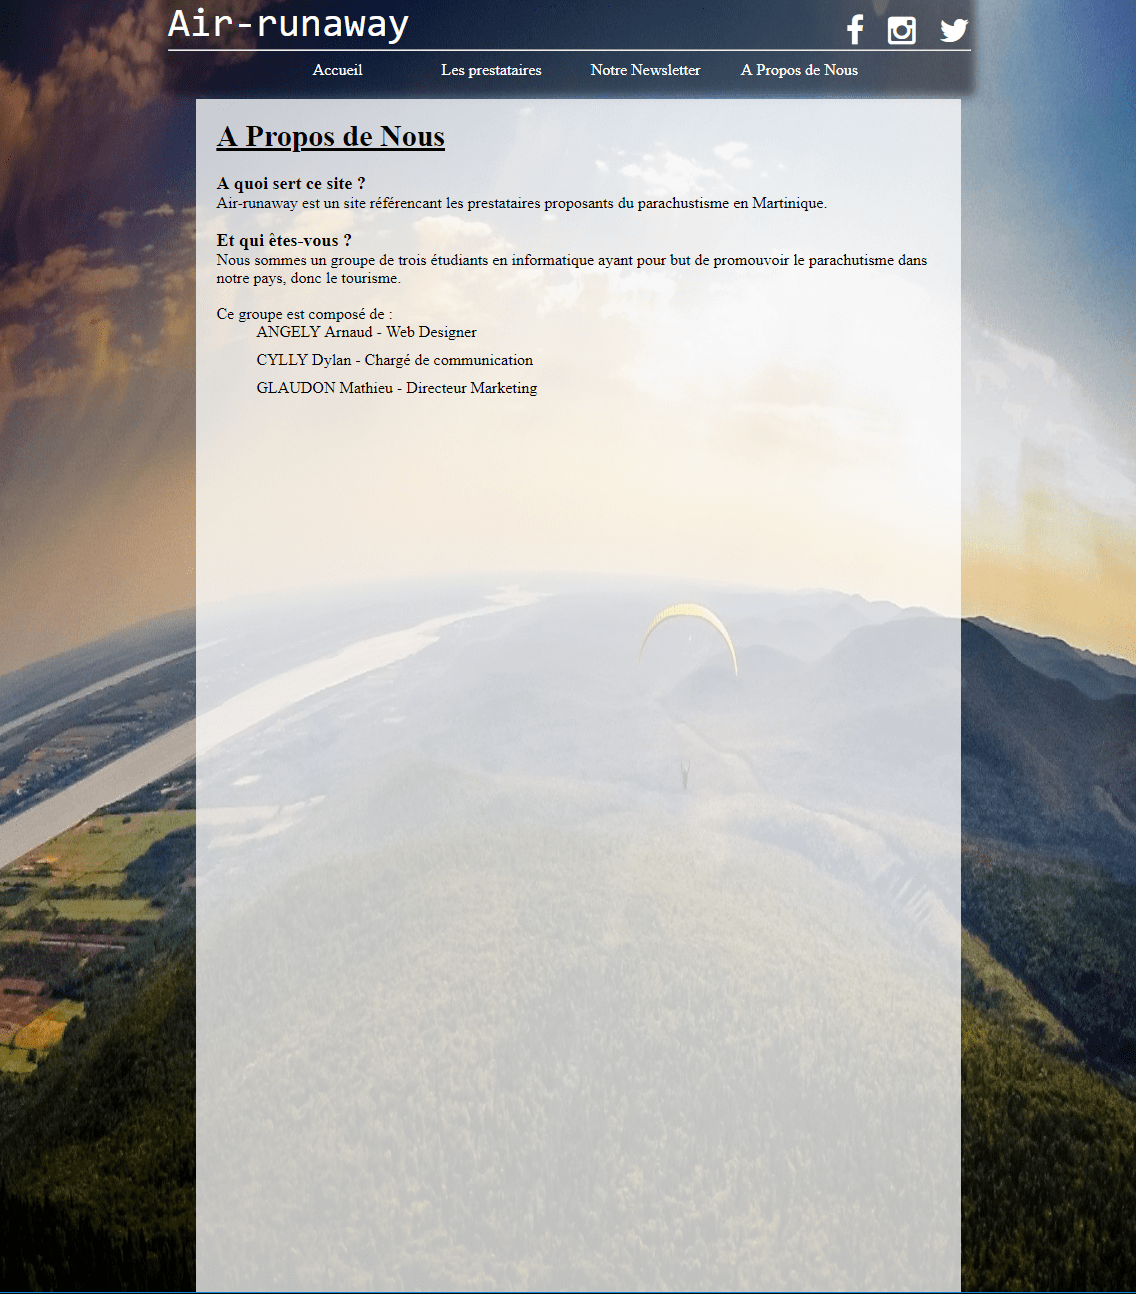 Air-runaway
Accueil Les prestataires Notre Newsletter A Propos de Nous
A Propos de Nous
A quoi sert ce site ?
Air-runaway est un site référencant les prestataires proposants du parachustisme en Martinique.
Et qui êtes-vous ?
Nous sommes un groupe de trois étudiants en informatique ayant pour but de promouvoir le parachutisme dans
notre pays, donc le tourisme.
Ce groupe est composé de :
ANGELY Arnaud - Web Designer
CYLLY Dylan - Chargé de communication
GLAUDON Mathieu - Directeur Marketing